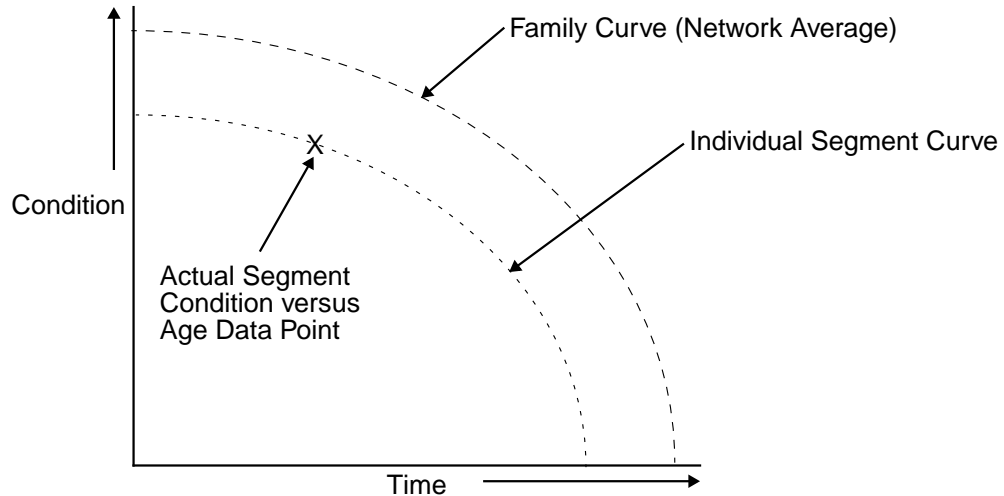 Family Curve (Network Average)
Individual Segment Curve
X
Condition
Actual Segment
Condition versus
Age Data Point
Time